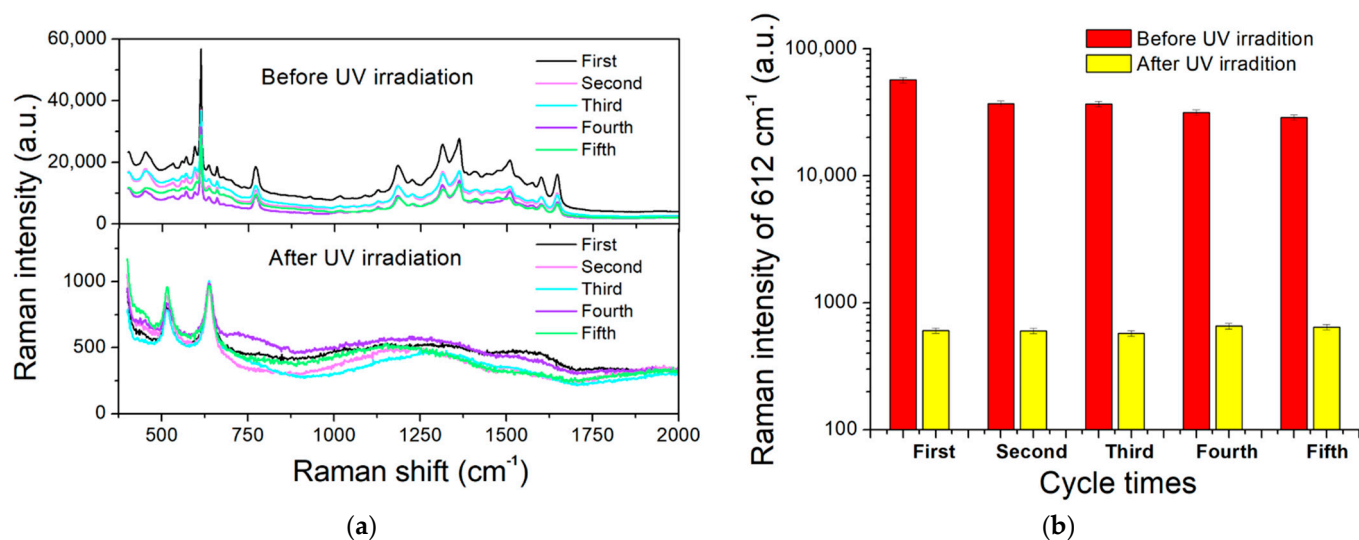 60,000
40,000
20,000
0
Before UV irradiation
First
Second
Third
Fourth
Fifth
1000
500
0
After UV irradiation
First
Second
Third
Fourth
Fifth
500 750 1000 1250 1500 1750 2000
Raman intensity (a.u.)
Raman shift (cm⁻¹)
(a)
100,000
10,000
1000
100
Before UV irradition
After UV irradition
Raman intensity of 612 cm⁻¹ (a.u.)
First Second Third Fourth Fifth
Cycle times
(b)